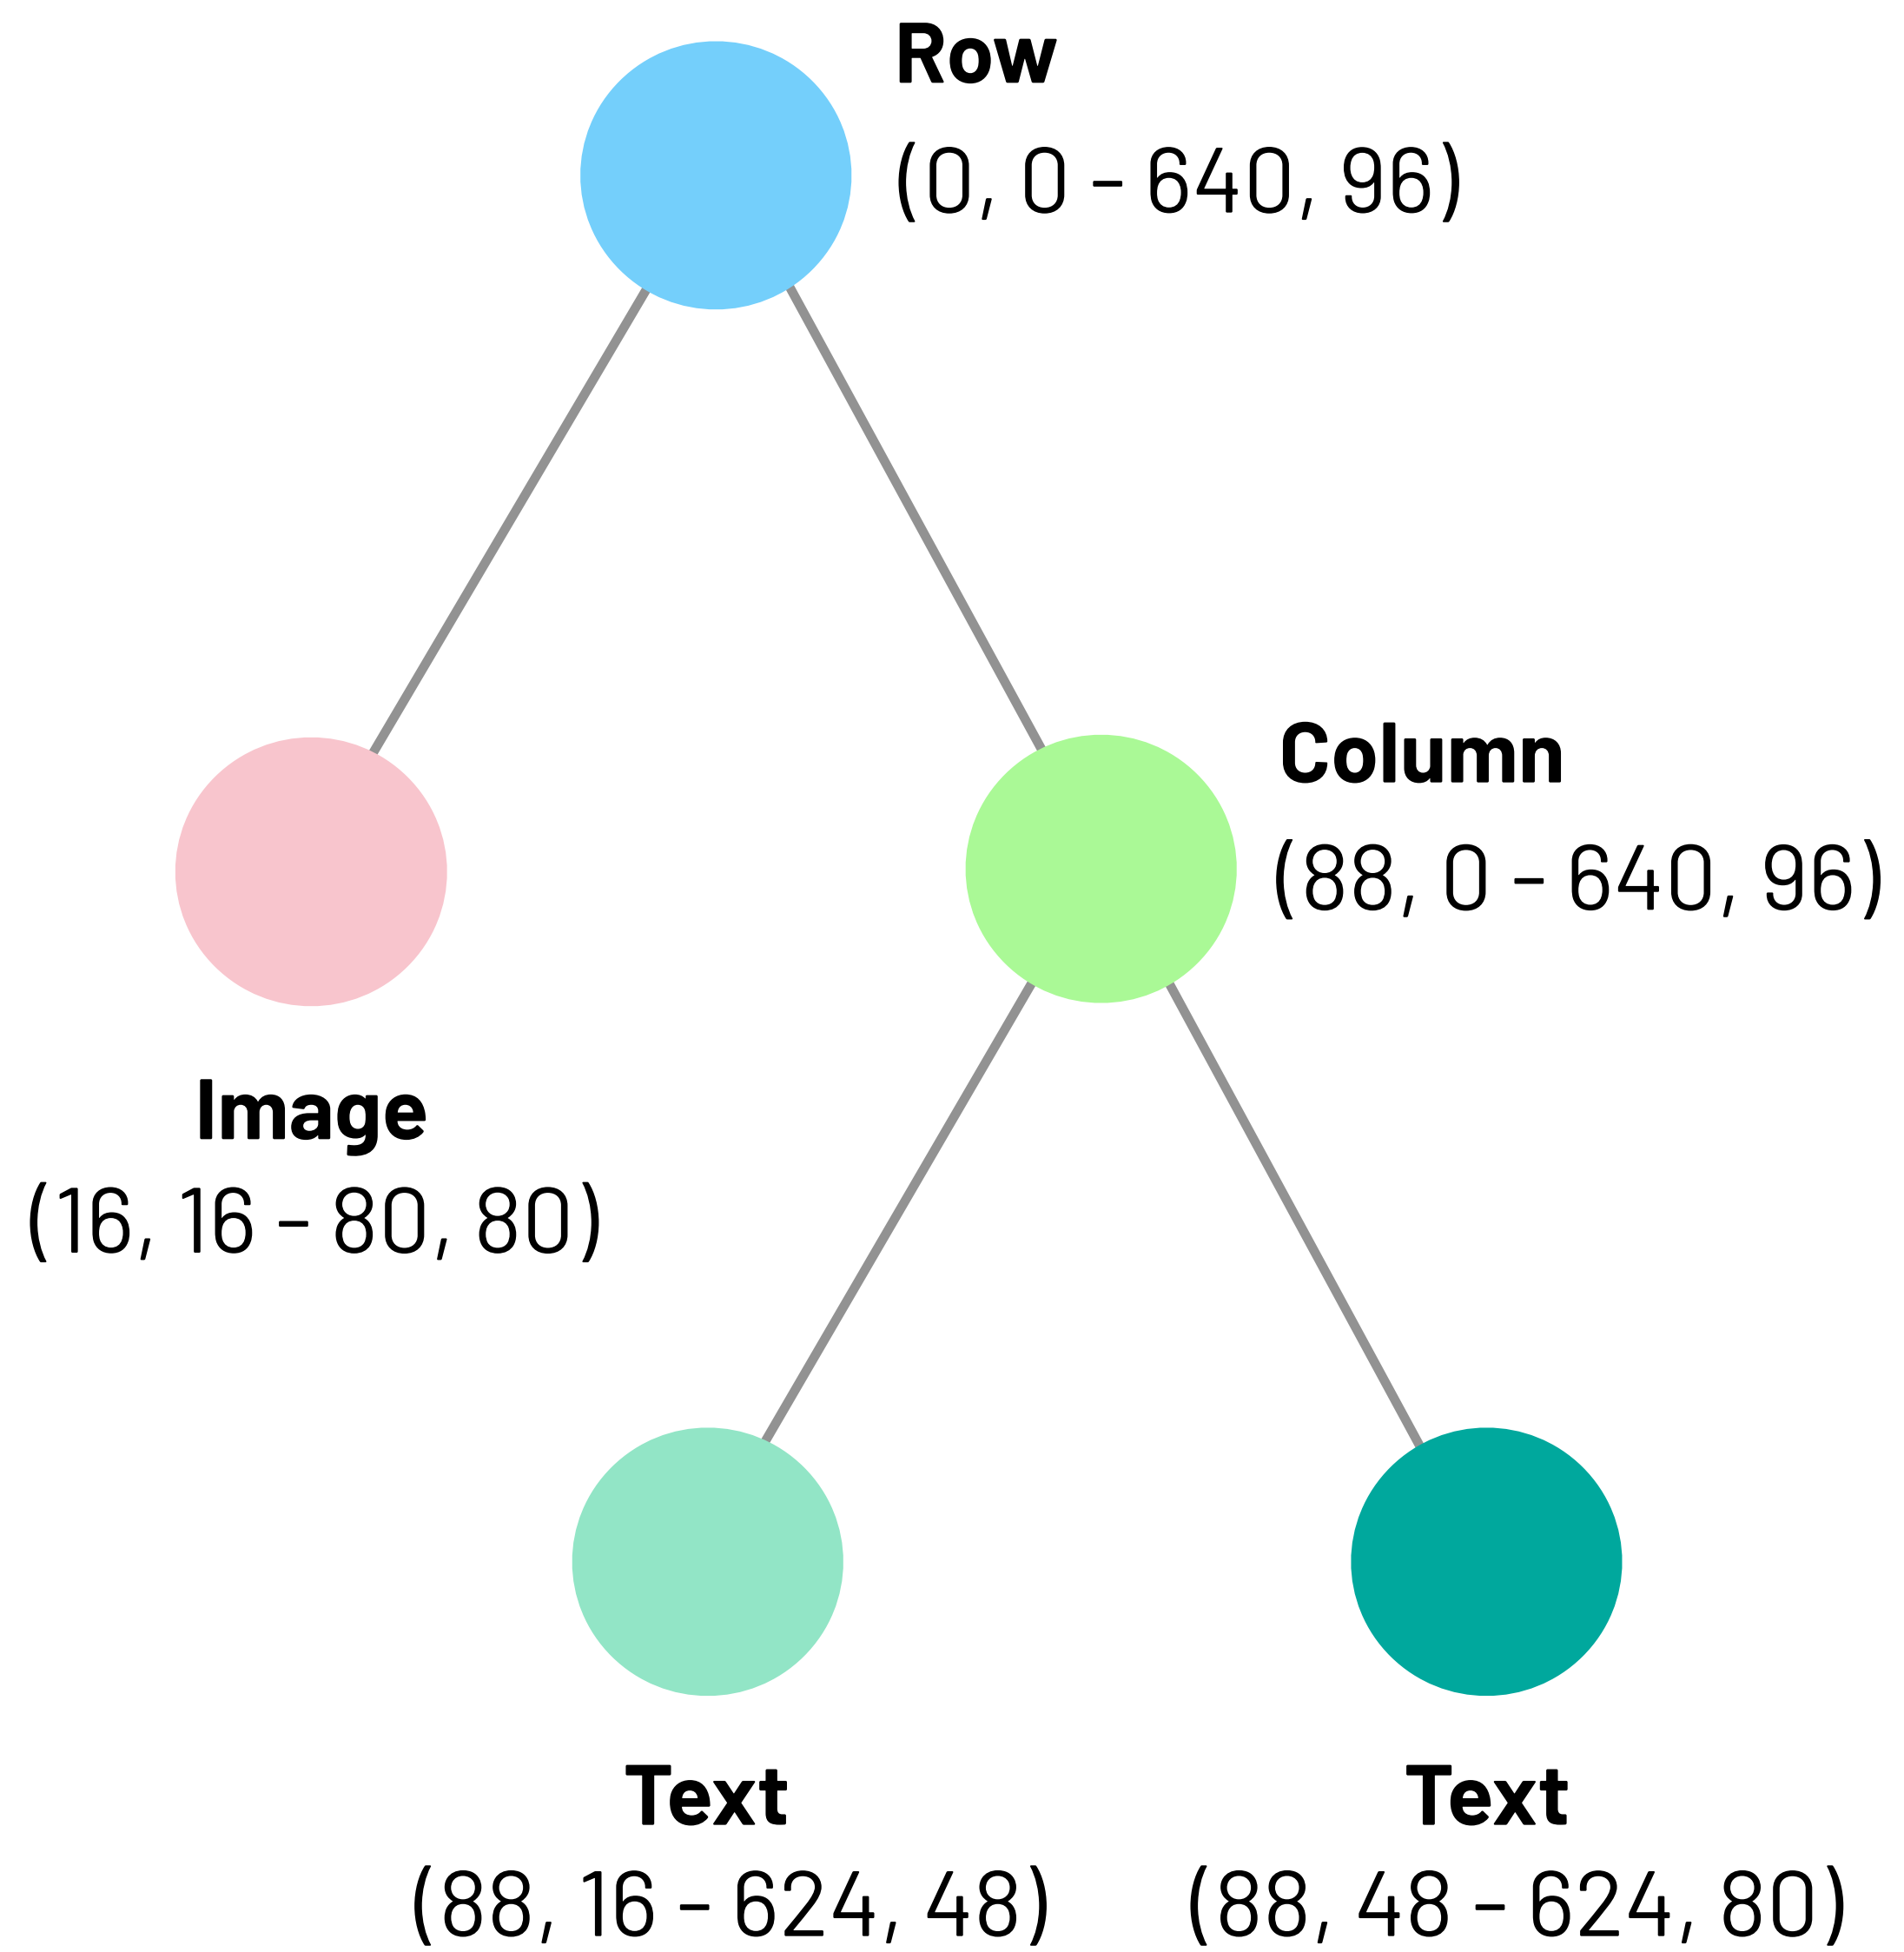 Row
(0, 0 - 640, 96)
Column
(88, 0 - 640, 96)
Image
(16, 16 - 80, 80)
Text
(88, 16 - 624, 48)
Text
(88, 48 - 624, 80)